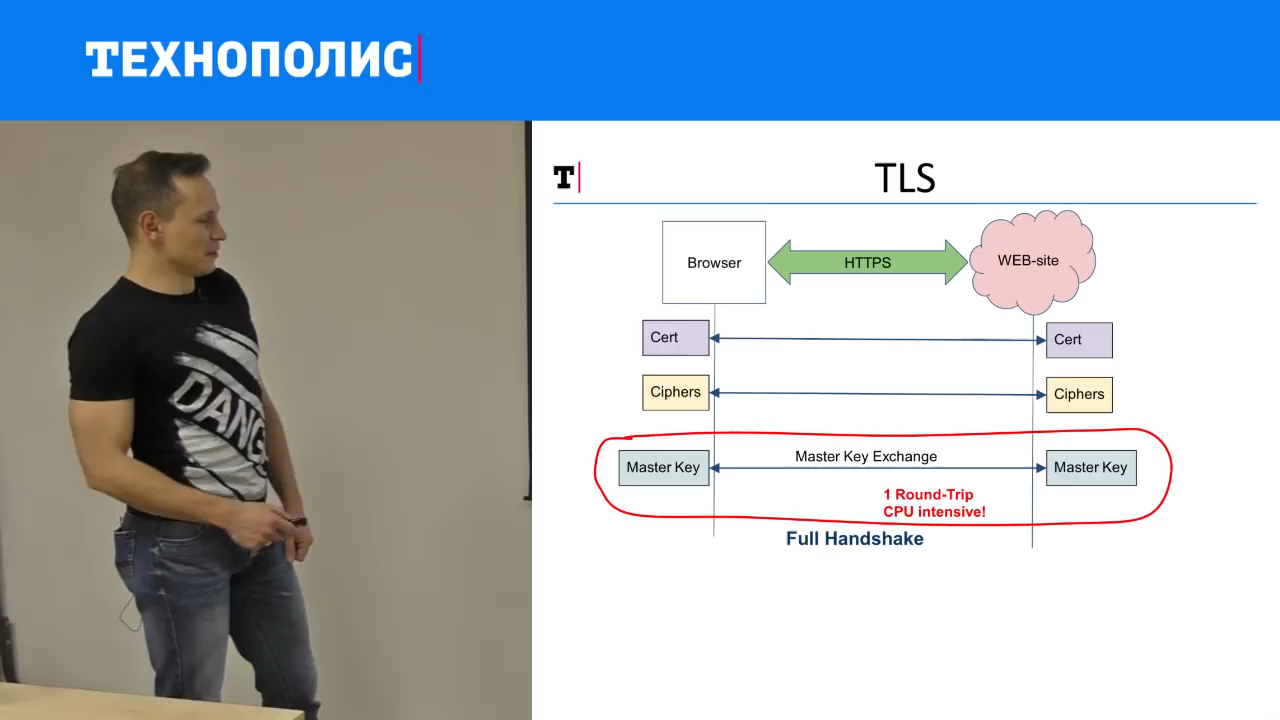 ТЕХНОПОЛИС
T
TLS
Browser
HTTPS
WEB-site
Cert
Cert
Ciphers
Ciphers
Master Key
Master Key Exchange
Master Key
1 Round-Trip
CPU intensive!
Full Handshake
DANG